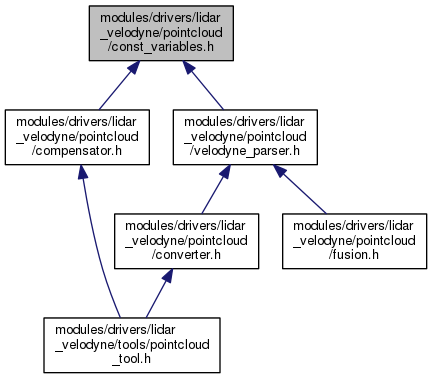 modules/drivers/lidar
_velodyne/pointcloud
/const_variables.h
modules/drivers/lidar
_velodyne/pointcloud
/compensator.h
modules/drivers/lidar
_velodyne/pointcloud
/velodyne_parser.h
modules/drivers/lidar
_velodyne/pointcloud
/converter.h
modules/drivers/lidar
_velodyne/pointcloud
/fusion.h
modules/drivers/lidar
_velodyne/tools/pointcloud
_tool.h